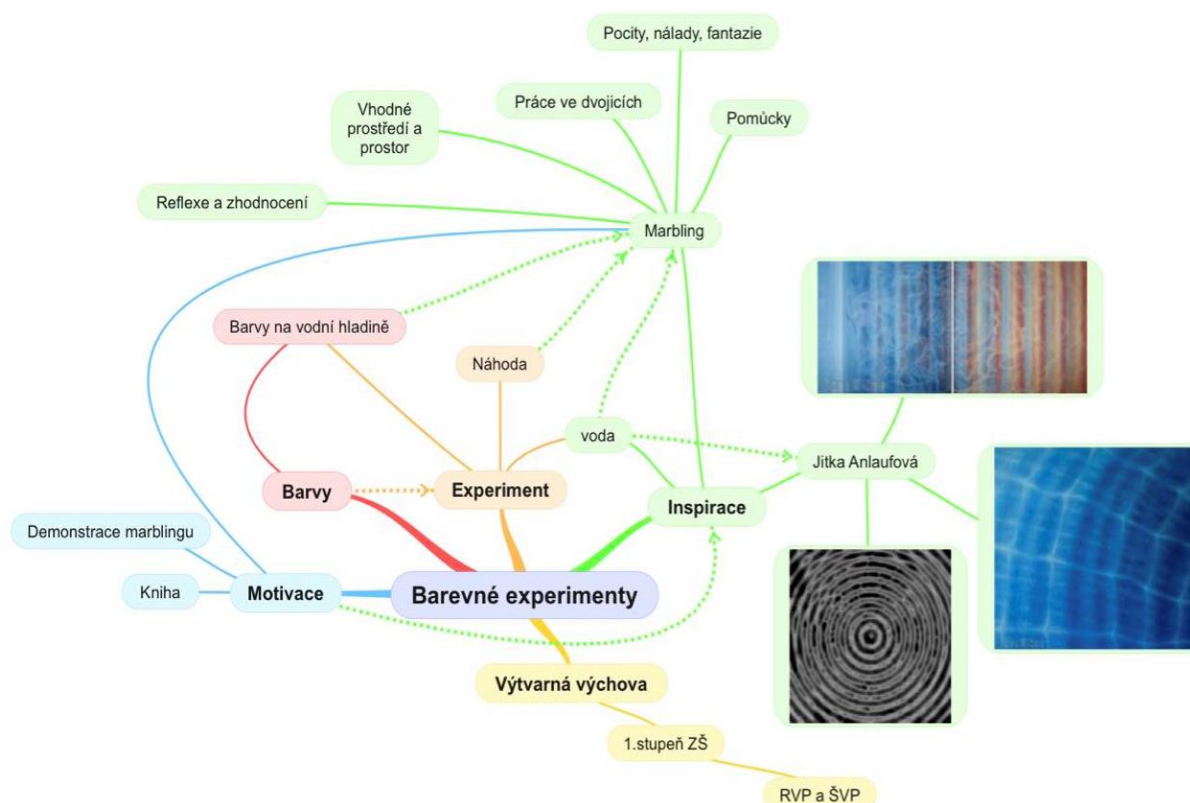 Pocity, nálady, fantazie
Práce ve dvojicích
Vhodné
prostředí a
prostor
Pomůcky
Reflexe a zhodnocení
Marbling
Barvy na vodní hladině
Náhoda
voda
Jitka Anlaufová
Barvy
Experiment
Inspirace
Demonstrace marblingu
Kniha
Motivace
Barevné experimenty
Výtvarná výchova
1.stupeň ZŠ
RVP a ŠVP